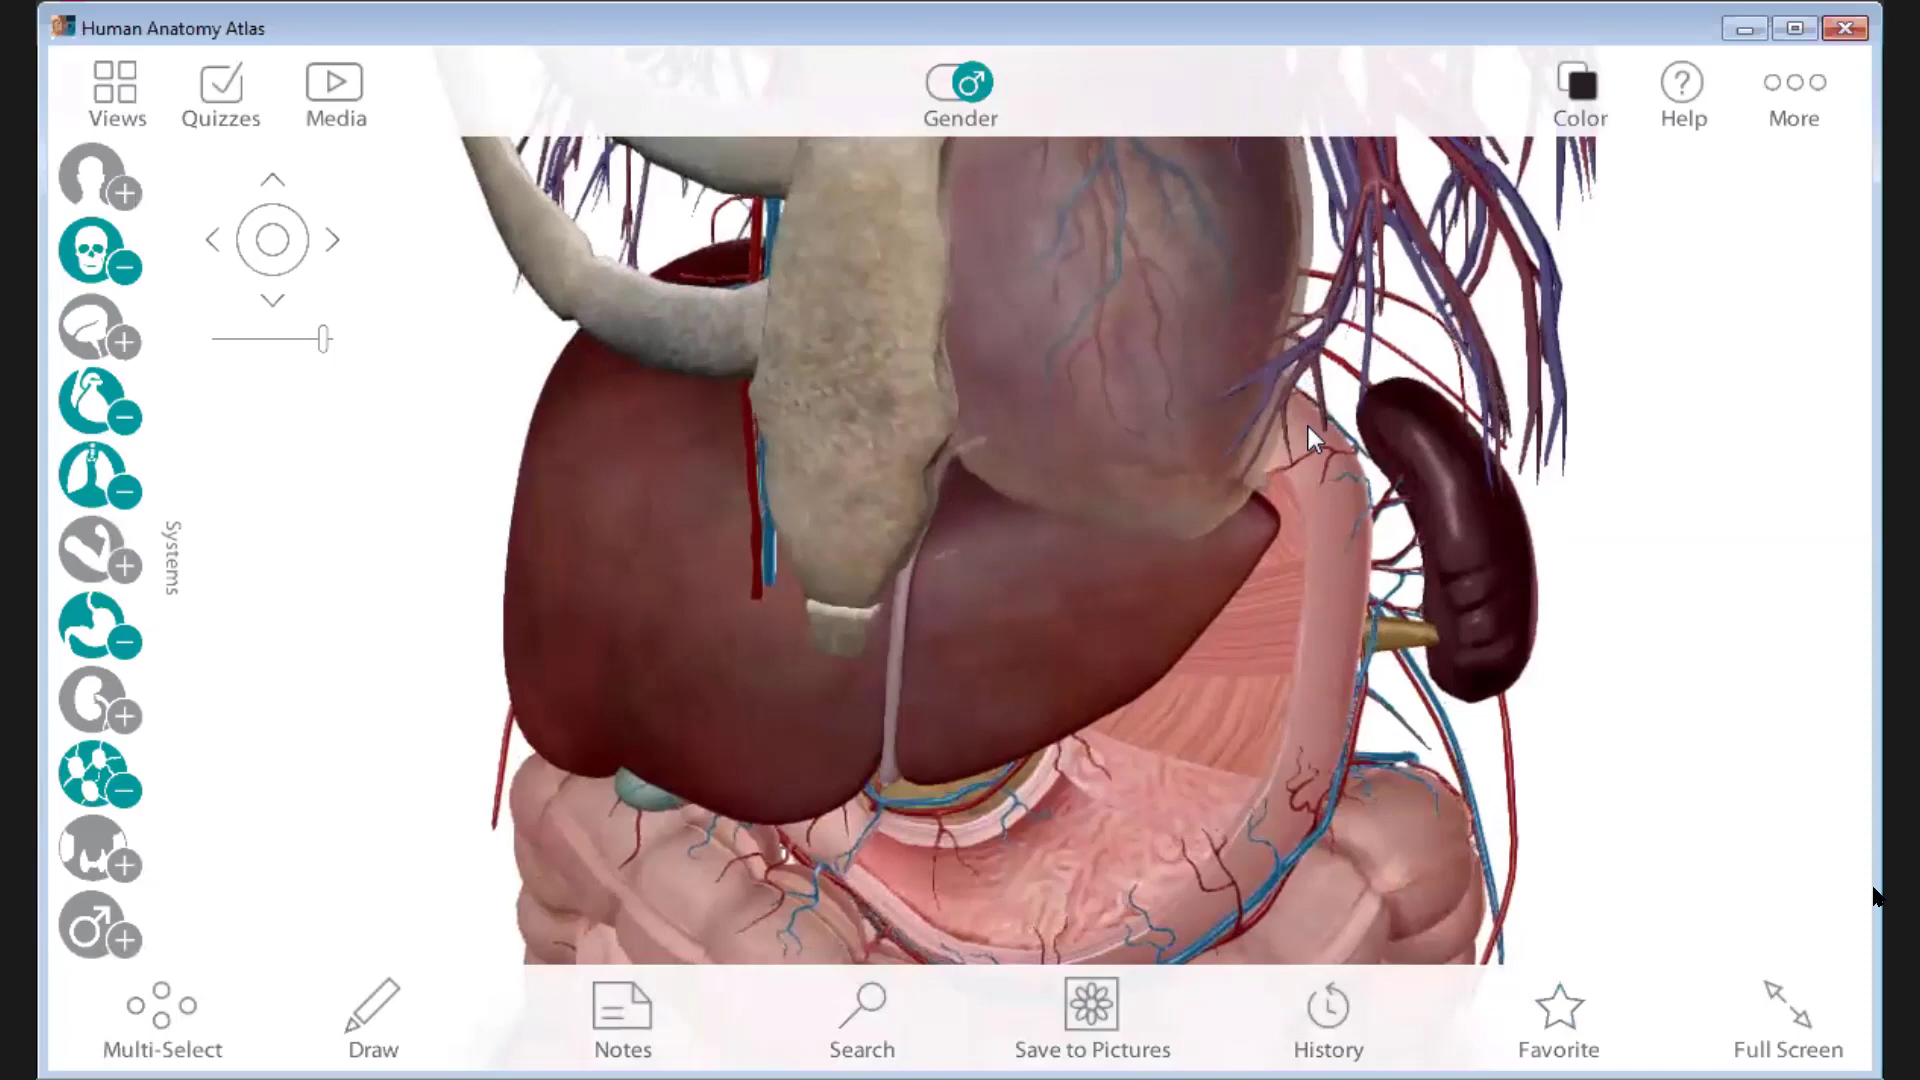 Human Anatomy Atlas
Views
Quizzes
Media
Gender
Color
Help
More
Systems
Multi-Select
Draw
Notes
Search
Save to Pictures
History
Favorite
Full Screen